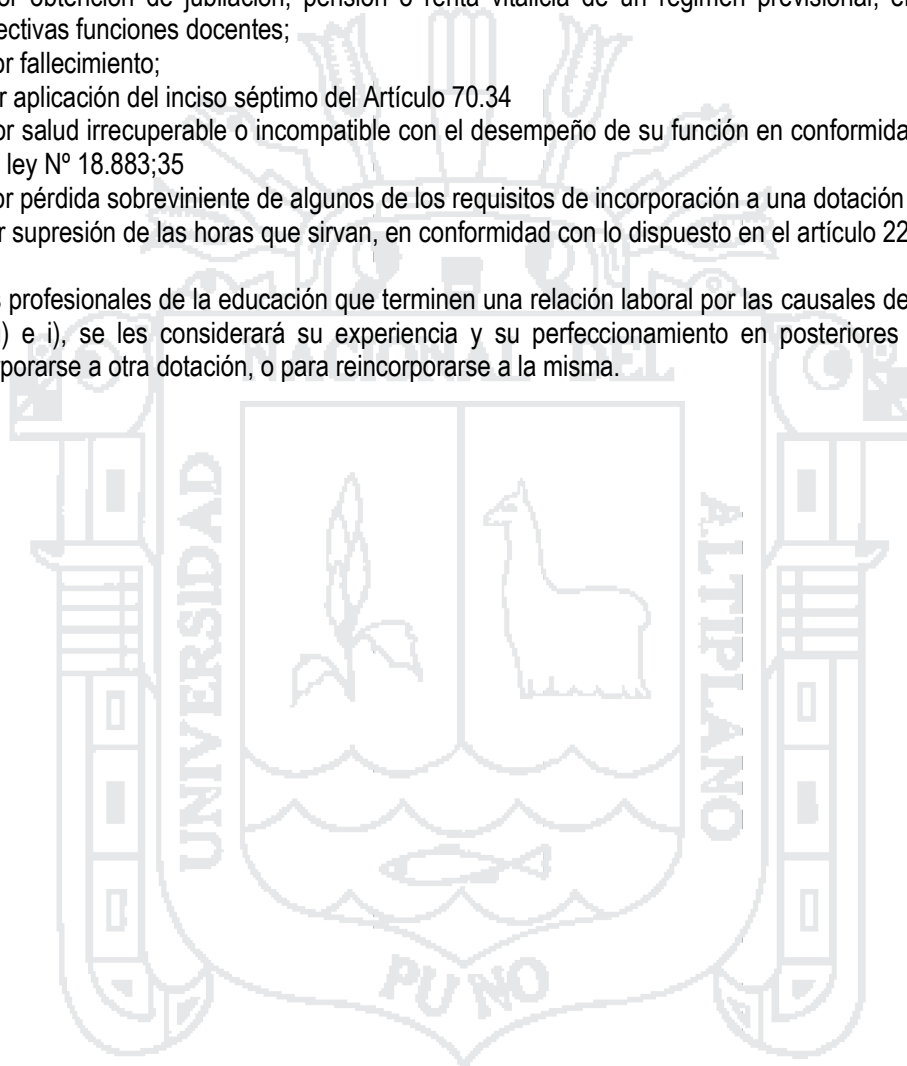 or obtención de jubilación, pensión o renta vitalicia de un régimen previsional, e
ectivas funciones docentes;
or fallecimiento;
r aplicación del inciso séptimo del Artículo 70.34
or salud irrecuperable o incompatible con el desempeño de su función en conformida
ley Nº 18.883;35
or pérdida sobreviniente de algunos de los requisitos de incorporación a una dotación
r supresión de las horas que sirvan, en conformidad con lo dispuesto en el artículo 22
s profesionales de la educación que terminen una relación laboral por las causales de
) e i), se les considerará su experiencia y su perfeccionamiento en posteriores
porarse a otra dotación, o para reincorporarse a la misma.
NACIONAL DEL
UNIVERSIDAD
ALTIPLANO
PUNO